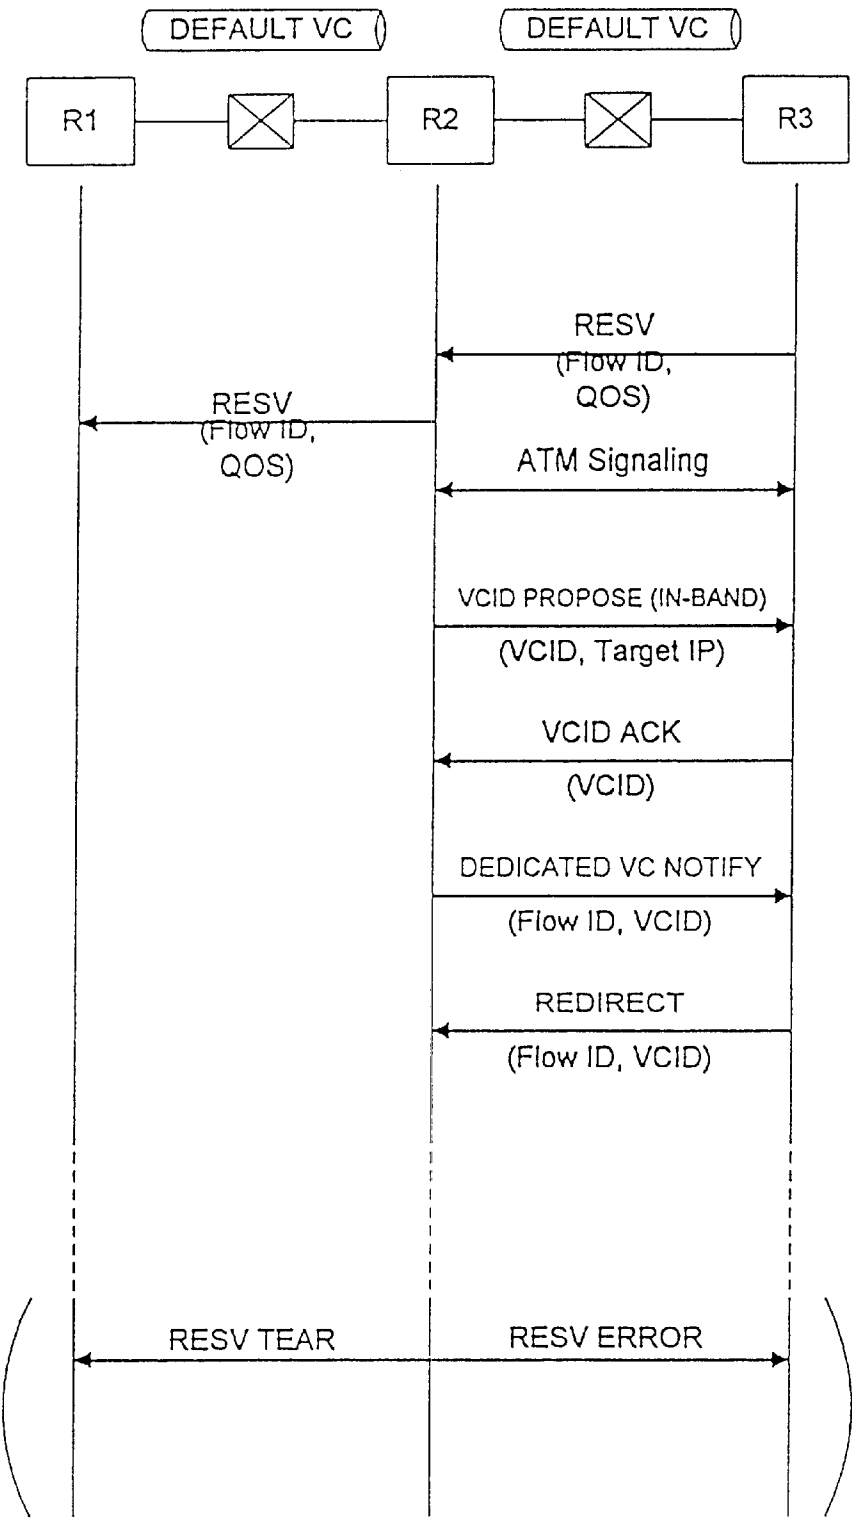 DEFAULT VC
DEFAULT VC
R1
R2
R3
RESV
(Flow ID,
QOS)
RESV
(Flow ID,
QOS)
ATM Signaling
VCID PROPOSE (IN-BAND)
(VCID, Target IP)
VCID ACK
(VCID)
DEDICATED VC NOTIFY
(Flow ID, VCID)
REDIRECT
(Flow ID, VCID)
RESV TEAR
RESV ERROR